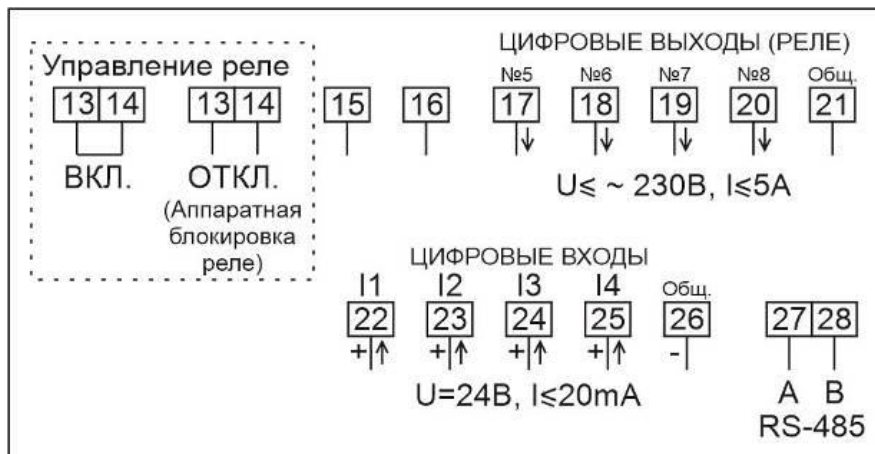 ЦИФРОВЫЕ ВЫХОДЫ (РЕЛЕ)
Управление реле
№5 №6 №7 №8 Общ.
13 14 13 14 15 16 17 18 19 20 21
ВКЛ. ОТКЛ.
(Аппаратная
блокировка
реле)
U≤ ~ 230В, I≤5А
ЦИФРОВЫЕ ВХОДЫ
I1 I2 I3 I4 Общ.
22 23 24 25 26 27 28
+ + + + -
U=24В, I≤20mA
A B
RS-485